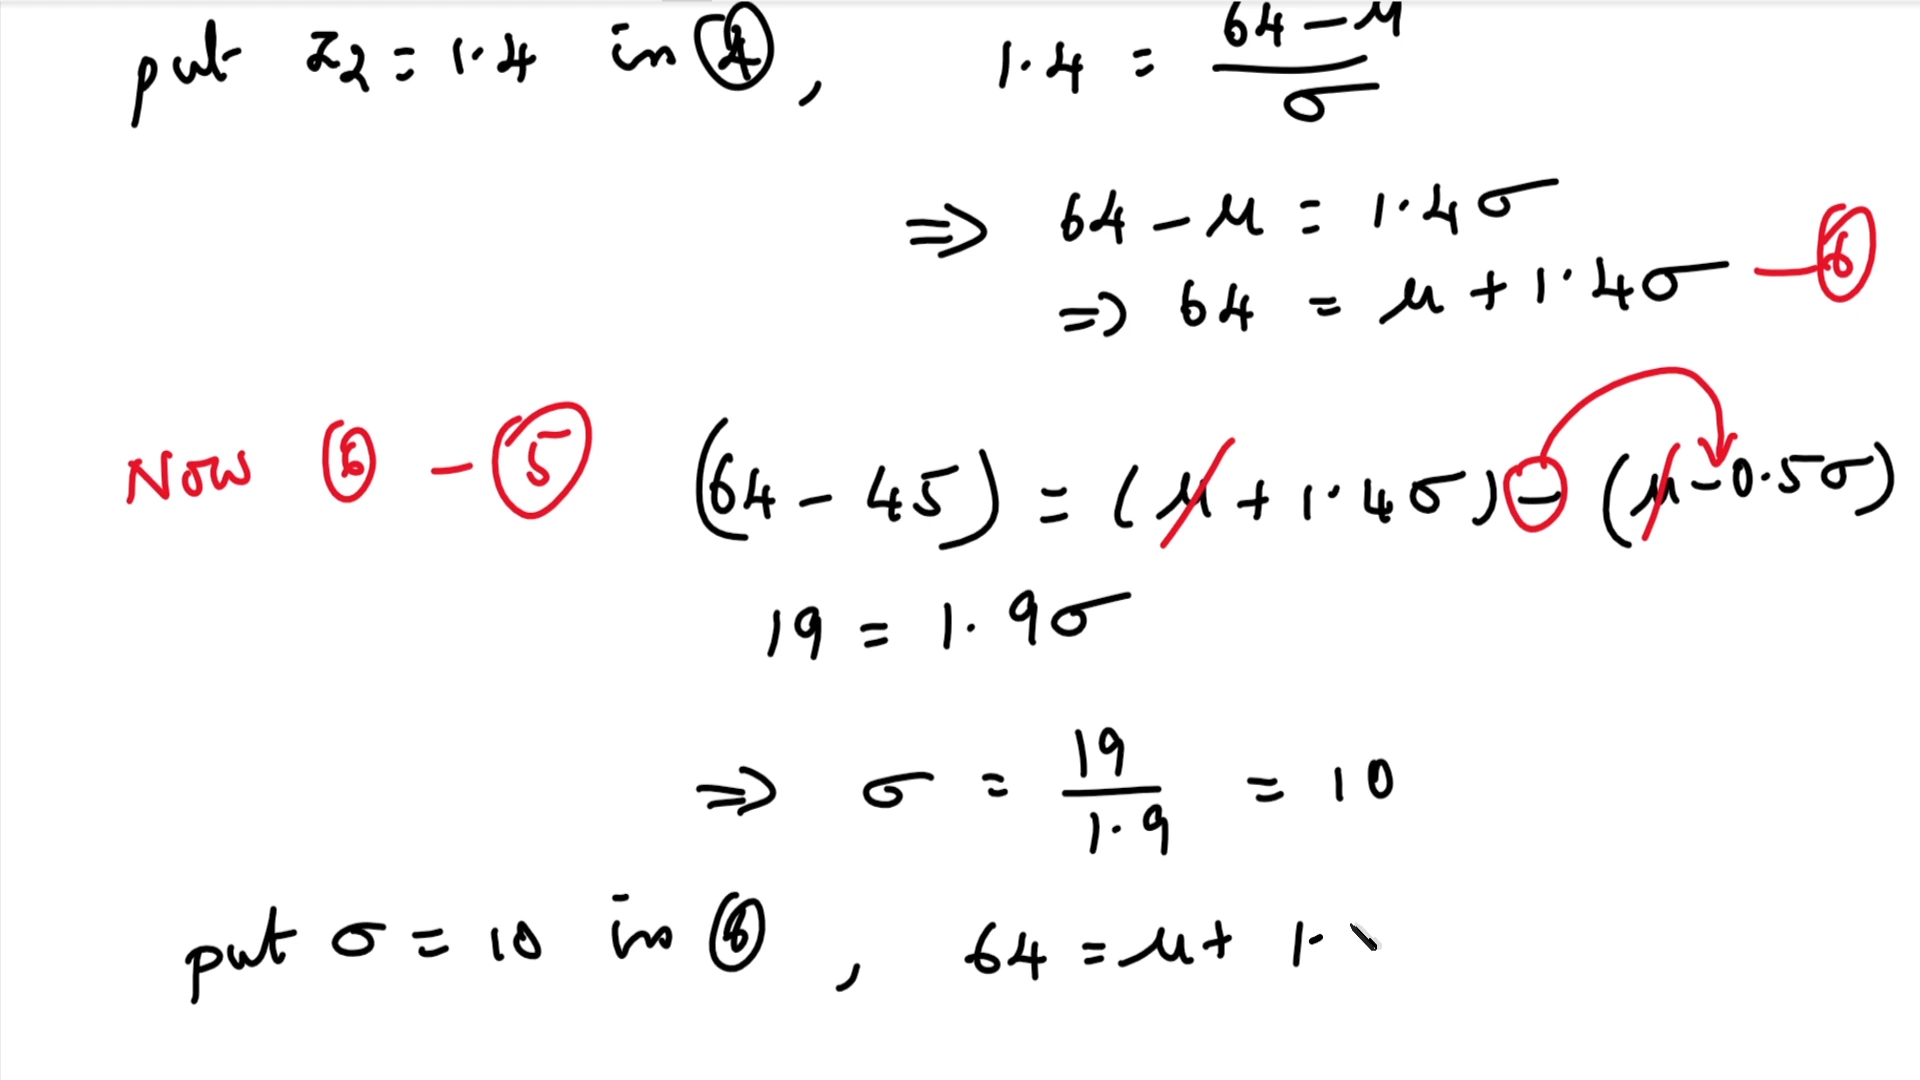 put z₂ = 1.4 in ④, 1.4 = (64 − μ)/σ
⇒ 64 − μ = 1.4σ
⇒ 64 = μ + 1.4σ — ⑥
Now ⑥ − ⑤ (64 − 45) = (μ + 1.4σ) − (μ − 0.5σ)
19 = 1.9σ
⇒ σ = 19/1.9 = 10
put σ = 10 in ⑥, 64 = μ + 1.